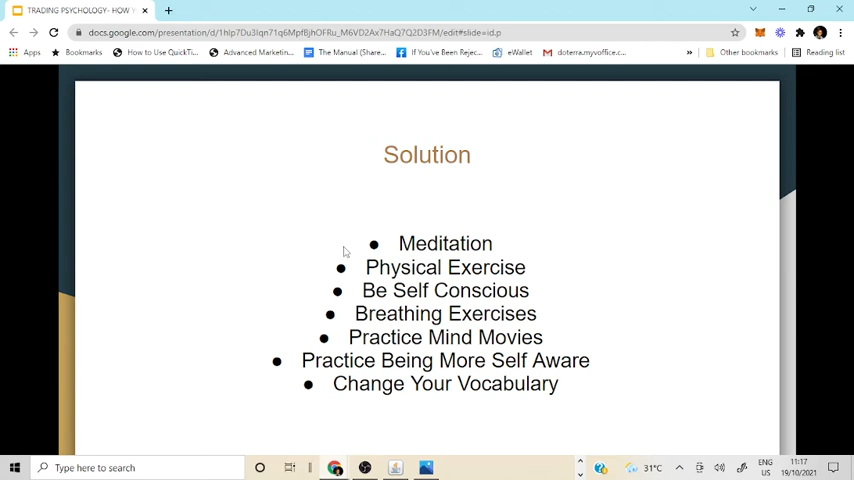 TRADING PSYCHOLOGY- HOW Y
docs.google.com/presentation/d/1hlp7Du3lqn71q6MpfBjhOFRu_M6VD2Ax7HaQ7Q2D3FM/edit#slide=id.p
Apps Bookmarks How to Use QuickTi... Advanced Marketin... The Manual (Share... If You've Been Rejec... eWallet doterra.myvoffice.c... » Other bookmarks Reading list
Solution
● Meditation
● Physical Exercise
● Be Self Conscious
● Breathing Exercises
● Practice Mind Movies
● Practice Being More Self Aware
● Change Your Vocabulary
Type here to search 31°C ENG 11:17
US 19/10/2021